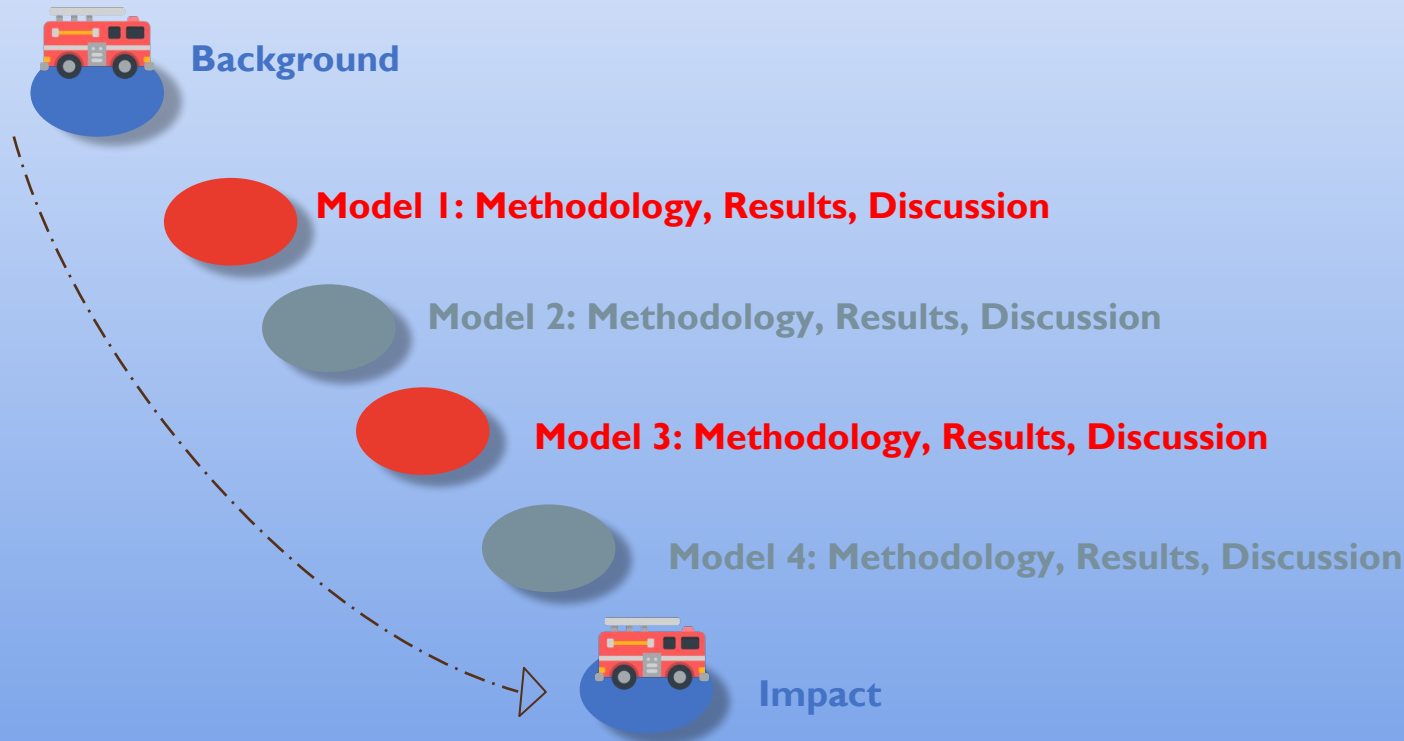 Background
Model 1: Methodology, Results, Discussion
Model 2: Methodology, Results, Discussion
Model 3: Methodology, Results, Discussion
Model 4: Methodology, Results, Discussion
Impact